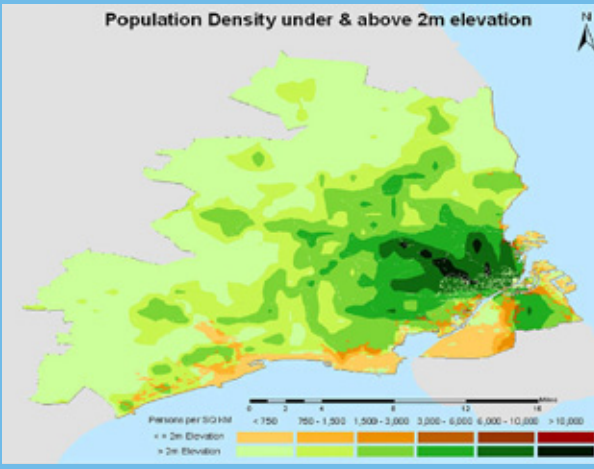 Population Density under & above 2m elevation
N
Miles
0 2 4 8 12 16
Persons per SQ KM < 750 750 - 1,500 1,500 - 3,000 3,000 - 6,000 6,000 - 10,000 > 10,000
< = 2m Elevation
> 2m Elevation